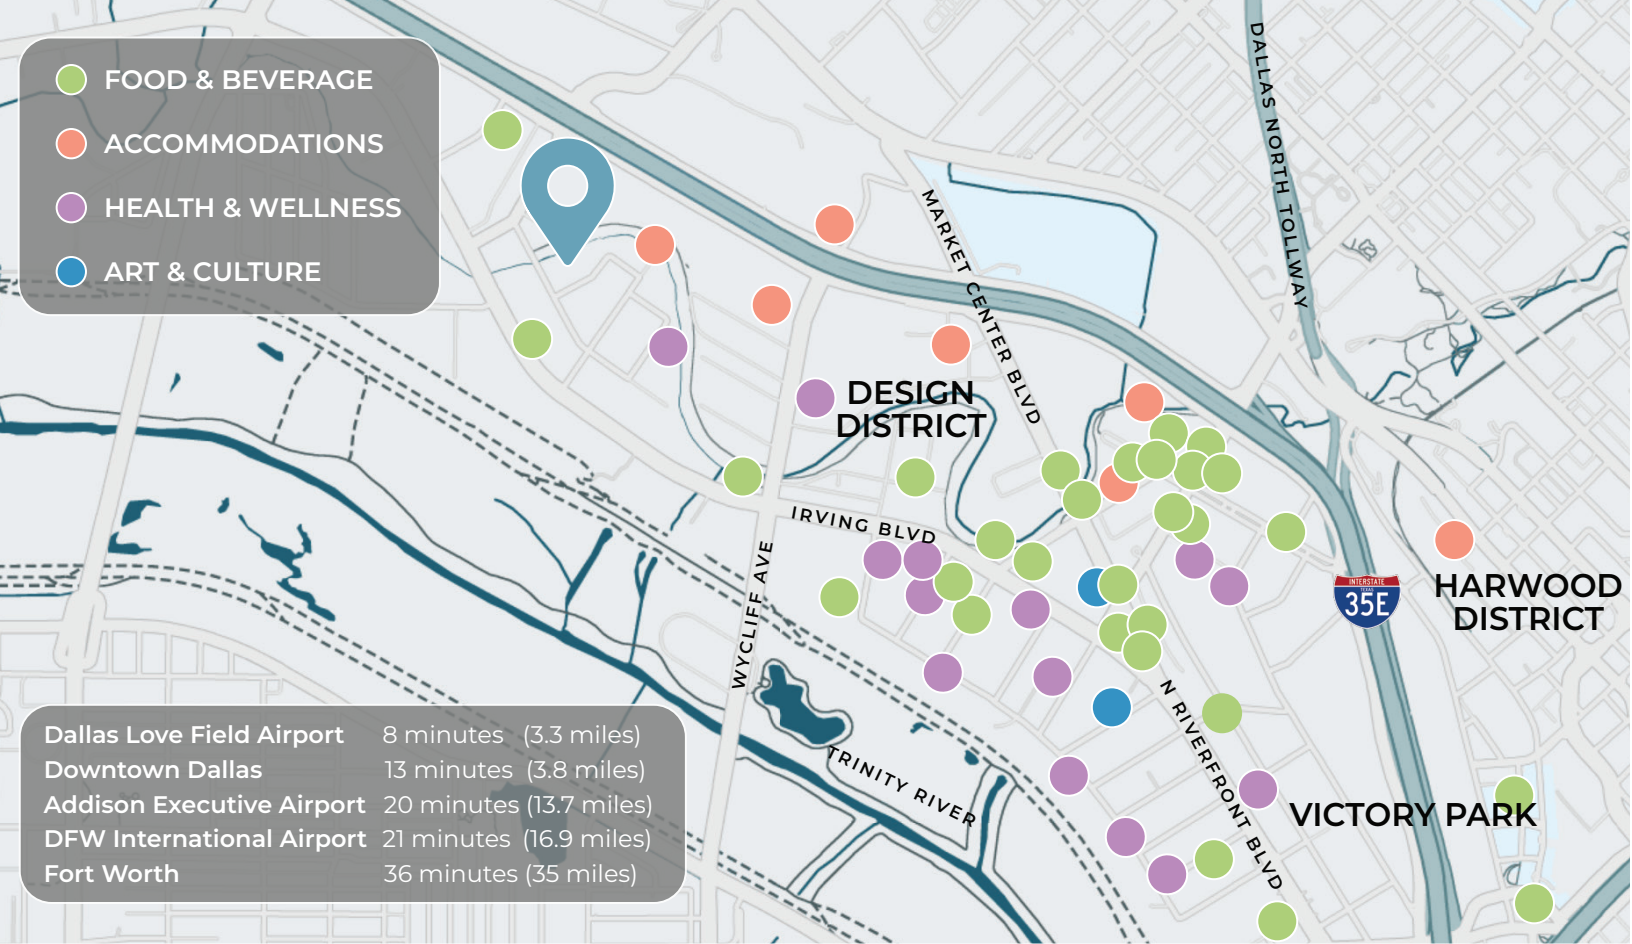 FOOD & BEVERAGE
ACCOMMODATIONS
HEALTH & WELLNESS
ART & CULTURE
DALLAS NORTH TOLLWAY
MARKET CENTER BLVD
DESIGN
DISTRICT
IRVING BLVD
WYCLIFF AVE
INTERSTATE
TEXAS
35E
HARWOOD
DISTRICT
N RIVERFRONT BLVD
TRINITY RIVER
VICTORY PARK
Dallas Love Field Airport 8 minutes (3.3 miles)
Downtown Dallas 13 minutes (3.8 miles)
Addison Executive Airport 20 minutes (13.7 miles)
DFW International Airport 21 minutes (16.9 miles)
Fort Worth 36 minutes (35 miles)